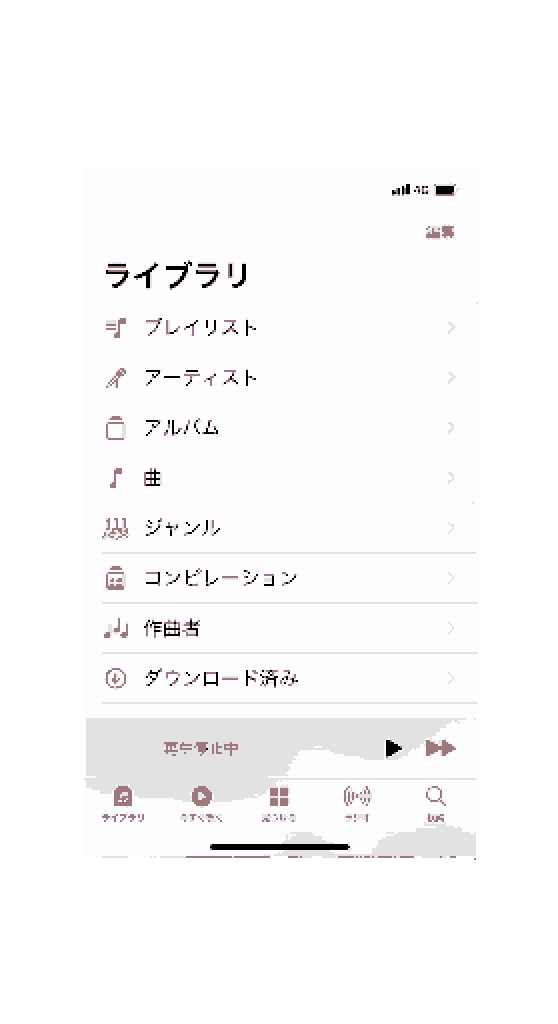 4G
編集
ライブラリ
プレイリスト
アーティスト
アルバム
曲
ジャンル
コンピレーション
作曲者
ダウンロード済み
再生停止中
ライブラリ
今すぐ聴く
見つける
ラジオ
検索